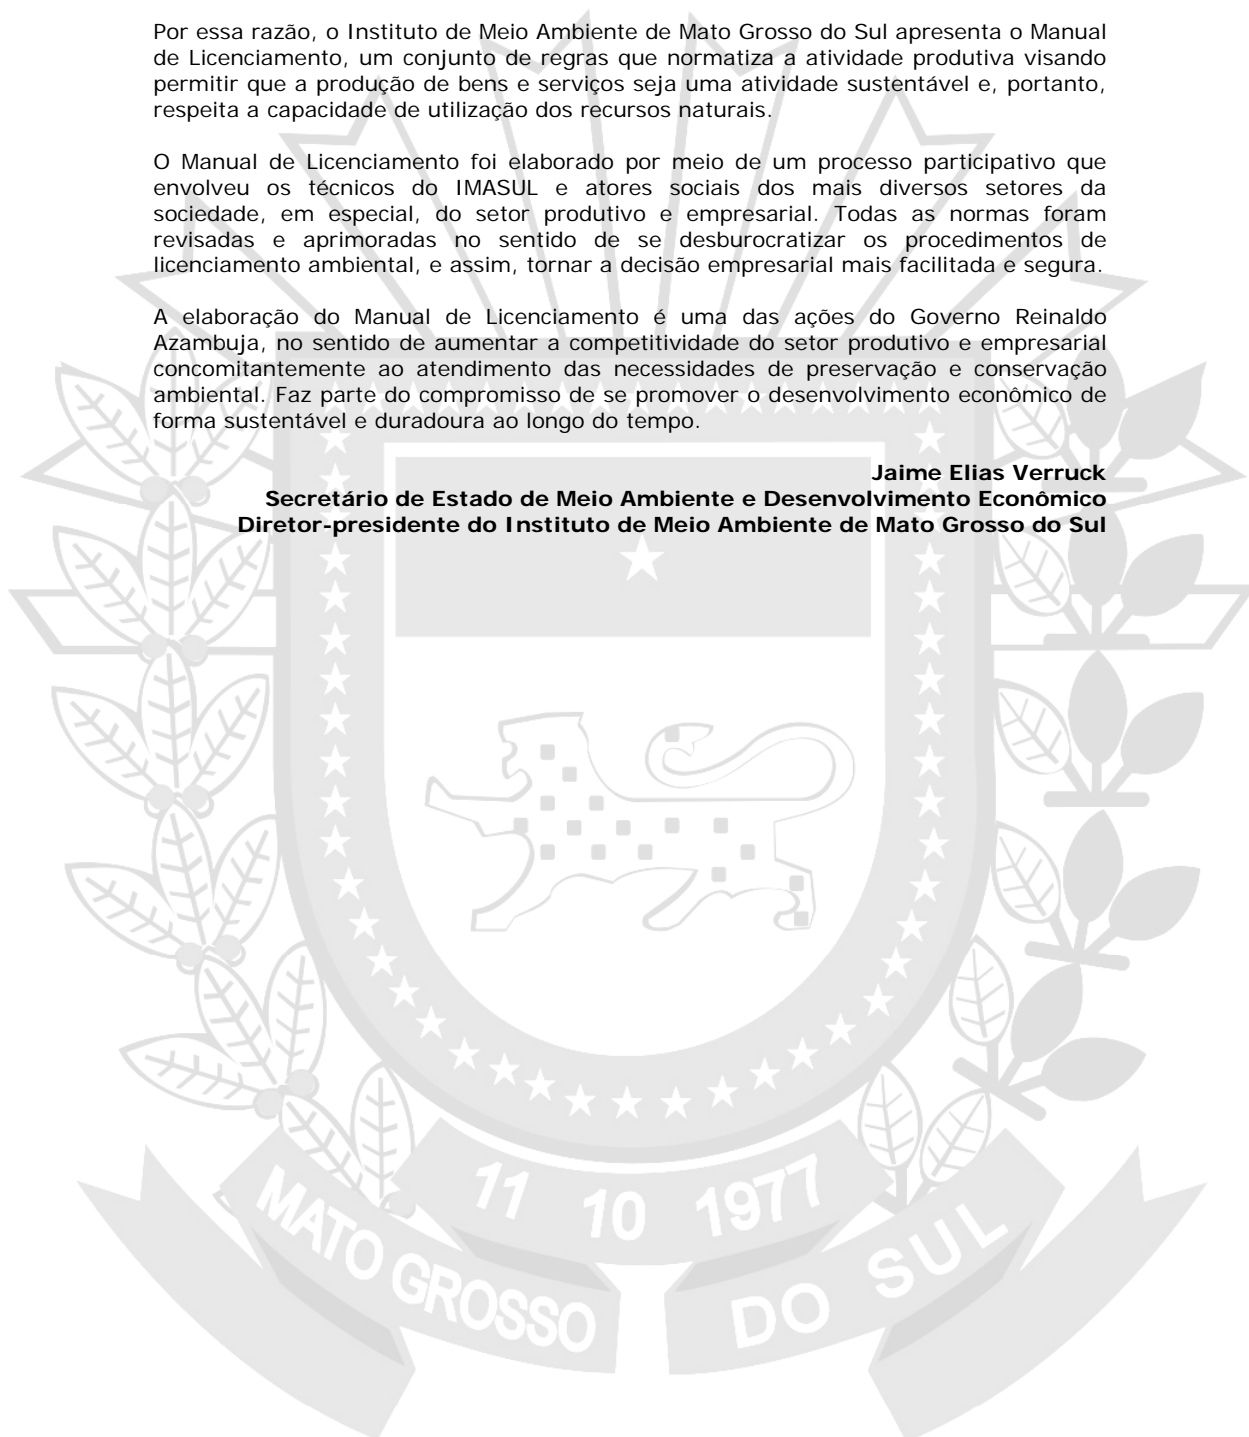 Por essa razão, o Instituto de Meio Ambiente de Mato Grosso do Sul apresenta o Manual
de Licenciamento, um conjunto de regras que normatiza a atividade produtiva visando
permitir que a produção de bens e serviços seja uma atividade sustentável e, portanto,
respeita a capacidade de utilização dos recursos naturais.
O Manual de Licenciamento foi elaborado por meio de um processo participativo que
envolveu os técnicos do IMASUL e atores sociais dos mais diversos setores da
sociedade, em especial, do setor produtivo e empresarial. Todas as normas foram
revisadas e aprimoradas no sentido de se desburocratizar os procedimentos de
licenciamento ambiental, e assim, tornar a decisão empresarial mais facilitada e segura.
A elaboração do Manual de Licenciamento é uma das ações do Governo Reinaldo
Azambuja, no sentido de aumentar a competitividade do setor produtivo e empresarial
concomitantemente ao atendimento das necessidades de preservação e conservação
ambiental. Faz parte do compromisso de se promover o desenvolvimento econômico de
forma sustentável e duradoura ao longo do tempo.
Jaime Elias Verruck
Secretário de Estado de Meio Ambiente e Desenvolvimento Econômico
Diretor-presidente do Instituto de Meio Ambiente de Mato Grosso do Sul
11 10 1977
MATO GROSSO DO SUL